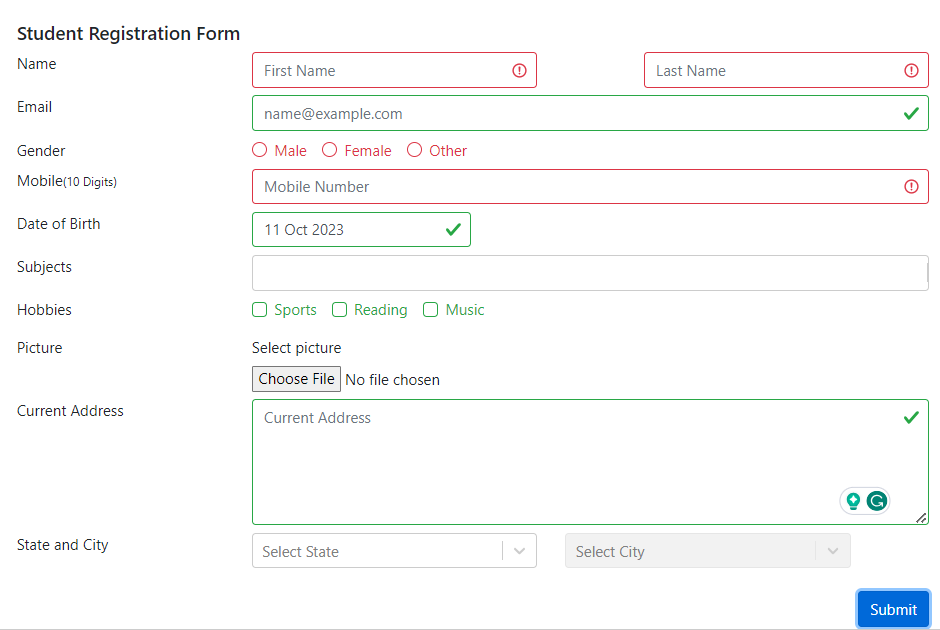 Student Registration Form
Name First Name Last Name
Email name@example.com
Gender Male Female Other
Mobile(10 Digits) Mobile Number
Date of Birth 11 Oct 2023
Subjects
Hobbies Sports Reading Music
Picture Select picture
Choose File No file chosen
Current Address Current Address
State and City Select State Select City
Submit